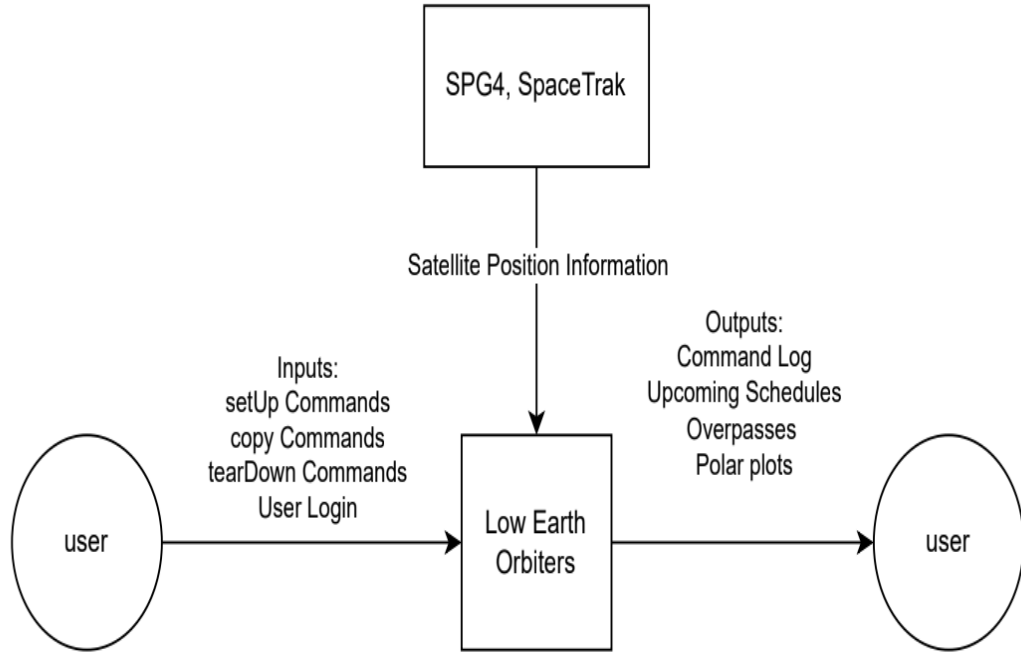 SPG4, SpaceTrak
Satellite Position Information
Inputs:
setUp Commands
copy Commands
tearDown Commands
User Login
Outputs:
Command Log
Upcoming Schedules
Overpasses
Polar plots
user
Low Earth
Orbiters
user